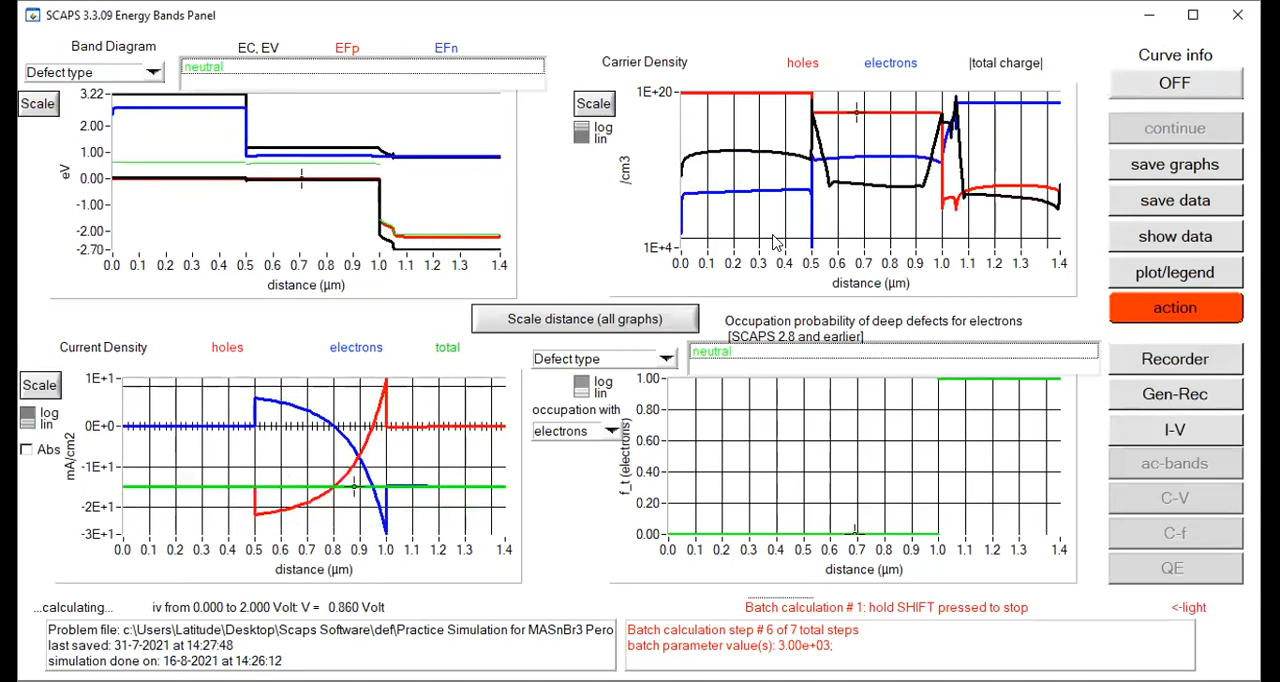 SCAPS 3.3.09 Energy Bands Panel
Band Diagram
EC, EV
EFp
EFn
Defect type
neutral
Scale
3.22
2.00
1.00
0.00
-1.00
-2.00
-2.70
eV
0.0 0.1 0.2 0.3 0.4 0.5 0.6 0.7 0.8 0.9 1.0 1.1 1.2 1.3 1.4
distance (µm)
Carrier Density
holes
electrons
|total charge|
Scale
log
lin
1E+20
/cm3
1E+4
0.0 0.1 0.2 0.3 0.4 0.5 0.6 0.7 0.8 0.9 1.0 1.1 1.2 1.3 1.4
distance (µm)
Curve info
OFF
continue
save graphs
save data
show data
plot/legend
action
Recorder
Gen-Rec
I-V
ac-bands
C-V
C-f
QE
Scale distance (all graphs)
Current Density
holes
electrons
total
Scale
log
lin
Abs
1E+1
0E+0
-1E+1
-2E+1
-3E+1
mA/cm2
0.0 0.1 0.2 0.3 0.4 0.5 0.6 0.7 0.8 0.9 1.0 1.1 1.2 1.3 1.4
distance (µm)
Occupation probability of deep defects for electrons
[SCAPS 2.8 and earlier]
Defect type
neutral
log
lin
occupation with
electrons
1.00
0.80
0.60
0.40
0.20
0.00
f_t (electrons)
0.0 0.1 0.2 0.3 0.4 0.5 0.6 0.7 0.8 0.9 1.0 1.1 1.2 1.3 1.4
distance (µm)
...calculating...
iv from 0.000 to 2.000 Volt: V = 0.860 Volt
Batch calculation # 1: hold SHIFT pressed to stop
<-light
Problem file: c:\Users\Latitude\Desktop\Scaps Software\def\Practice Simulation for MASnBr3 Pero
last saved: 31-7-2021 at 14:27:48
simulation done on: 16-8-2021 at 14:26:12
Batch calculation step # 6 of 7 total steps
batch parameter value(s): 3.00e+03;